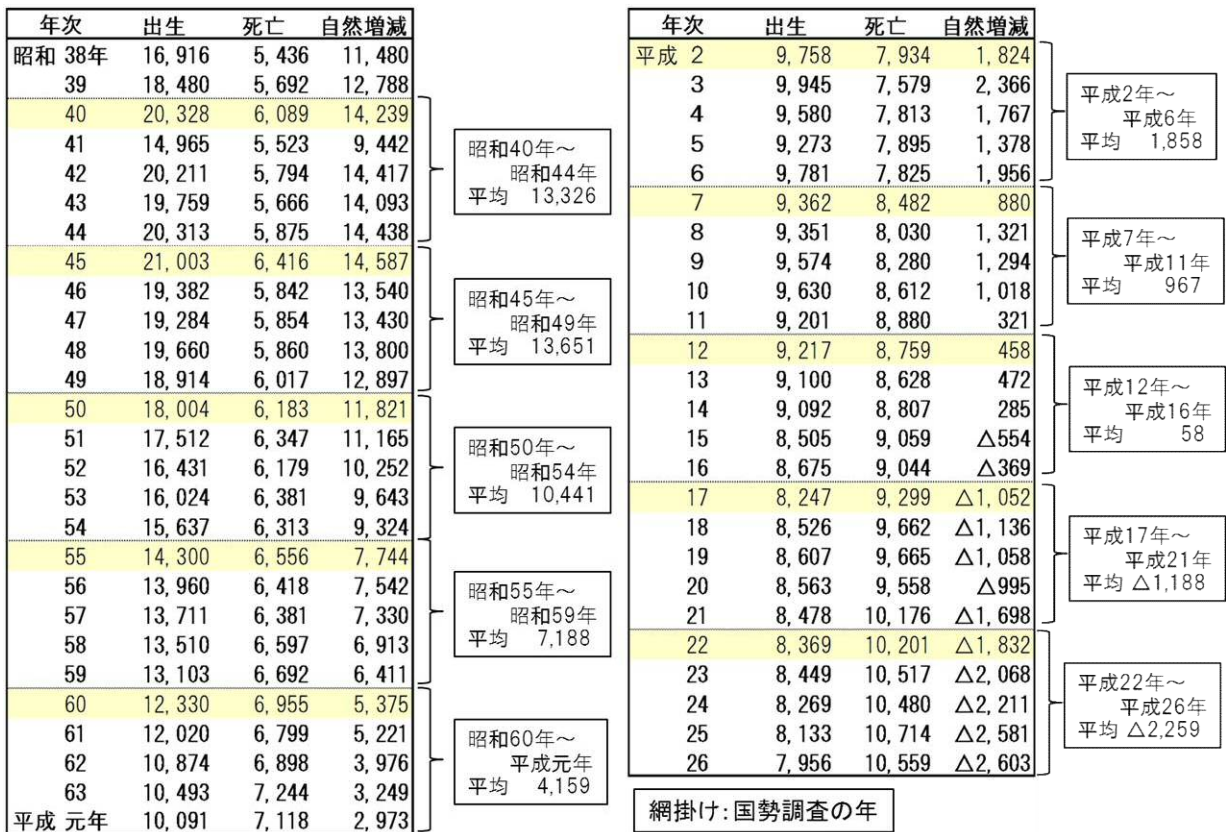 年次 出生 死亡 自然増減
昭和 38年 16,916 5,436 11,480
39 18,480 5,692 12,788
40 20,328 6,089 14,239
41 14,965 5,523 9,442
42 20,211 5,794 14,417
43 19,759 5,666 14,093
44 20,313 5,875 14,438
45 21,003 6,416 14,587
46 19,382 5,842 13,540
47 19,284 5,854 13,430
48 19,660 5,860 13,800
49 18,914 6,017 12,897
50 18,004 6,183 11,821
51 17,512 6,347 11,165
52 16,431 6,179 10,252
53 16,024 6,381 9,643
54 15,637 6,313 9,324
55 14,300 6,556 7,744
56 13,960 6,418 7,542
57 13,711 6,381 7,330
58 13,510 6,597 6,913
59 13,103 6,692 6,411
60 12,330 6,955 5,375
61 12,020 6,799 5,221
62 10,874 6,898 3,976
63 10,493 7,244 3,249
平成 元年 10,091 7,118 2,973
昭和40年～
昭和44年
平均 13,326
昭和45年～
昭和49年
平均 13,651
昭和50年～
昭和54年
平均 10,441
昭和55年～
昭和59年
平均 7,188
昭和60年～
平成元年
平均 4,159
年次 出生 死亡 自然増減
平成 2 9,758 7,934 1,824
3 9,945 7,579 2,366
4 9,580 7,813 1,767
5 9,273 7,895 1,378
6 9,781 7,825 1,956
7 9,362 8,482 880
8 9,351 8,030 1,321
9 9,574 8,280 1,294
10 9,630 8,612 1,018
11 9,201 8,880 321
12 9,217 8,759 458
13 9,100 8,628 472
14 9,092 8,807 285
15 8,505 9,059 △554
16 8,675 9,044 △369
17 8,247 9,299 △1,052
18 8,526 9,662 △1,136
19 8,607 9,665 △1,058
20 8,563 9,558 △995
21 8,478 10,176 △1,698
22 8,369 10,201 △1,832
23 8,449 10,517 △2,068
24 8,269 10,480 △2,211
25 8,133 10,714 △2,581
26 7,956 10,559 △2,603
平成2年～
平成6年
平均 1,858
平成7年～
平成11年
平均 967
平成12年～
平成16年
平均 58
平成17年～
平成21年
平均 △1,188
平成22年～
平成26年
平均 △2,259
網掛け：国勢調査の年